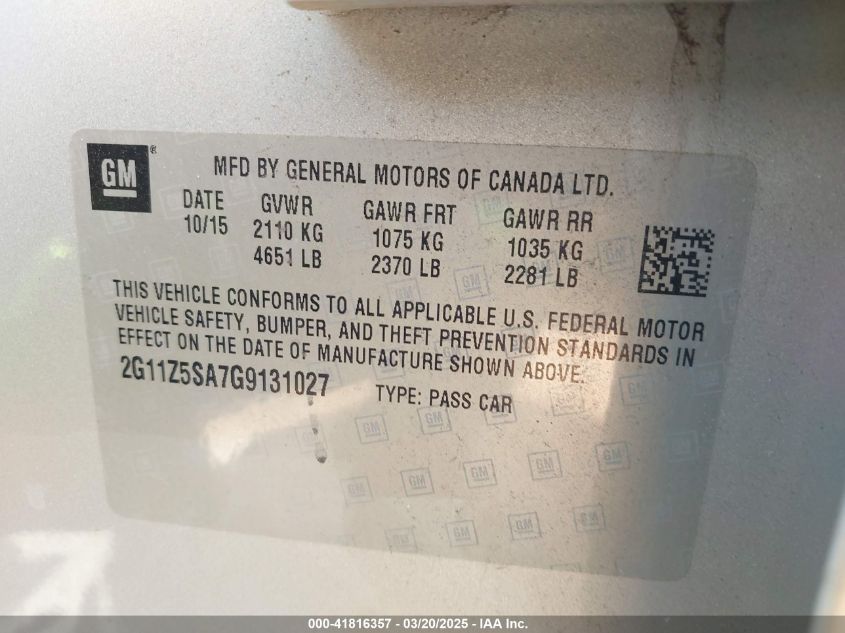 GM®
MFD BY GENERAL MOTORS OF CANADA LTD.
DATE GVWR GAWR FRT GAWR RR
10/15 2110 KG 1075 KG 1035 KG
4651 LB 2370 LB 2281 LB
THIS VEHICLE CONFORMS TO ALL APPLICABLE U.S. FEDERAL MOTOR
VEHICLE SAFETY, BUMPER, AND THEFT PREVENTION STANDARDS IN
EFFECT ON THE DATE OF MANUFACTURE SHOWN ABOVE.
2G11Z5SA7G9131027 TYPE: PASS CAR
000-41816357 / 03/20/2025 - IAA Inc.